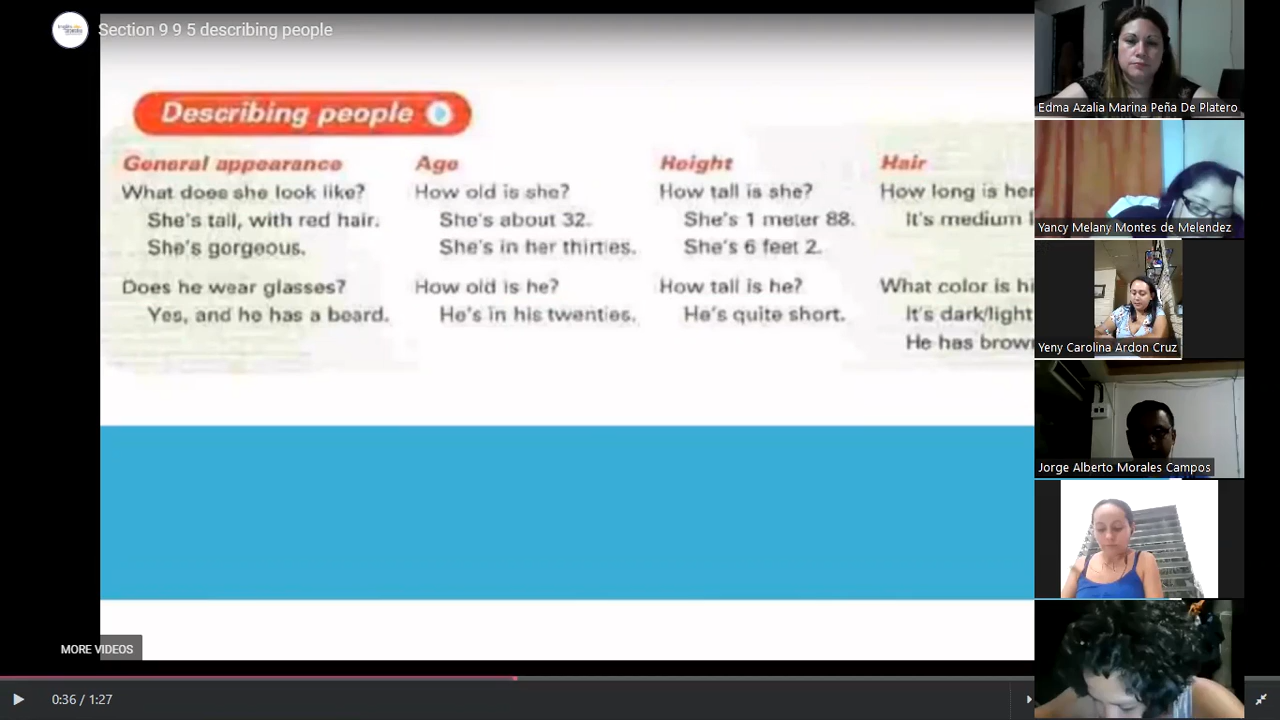 Section 9 9 5 describing people
Describing people
General appearance
What does she look like?
She's tall, with red hair.
She's gorgeous.
Does he wear glasses?
Yes, and he has a beard.
Age
How old is she?
She's about 32.
She's in her thirties.
How old is he?
He's in his twenties.
Height
How tall is she?
She's 1 meter 88.
She's 6 feet 2.
How tall is he?
He's quite short.
Hair
How long is her
It's medium
What color is
It's dark/light
He has brown
MORE VIDEOS
0:36 / 1:27
Edma Azalia Marina Peña De Platero
Yancy Melany Montes de Melendez
Yeny Carolina Ardon Cruz
Jorge Alberto Morales Campos